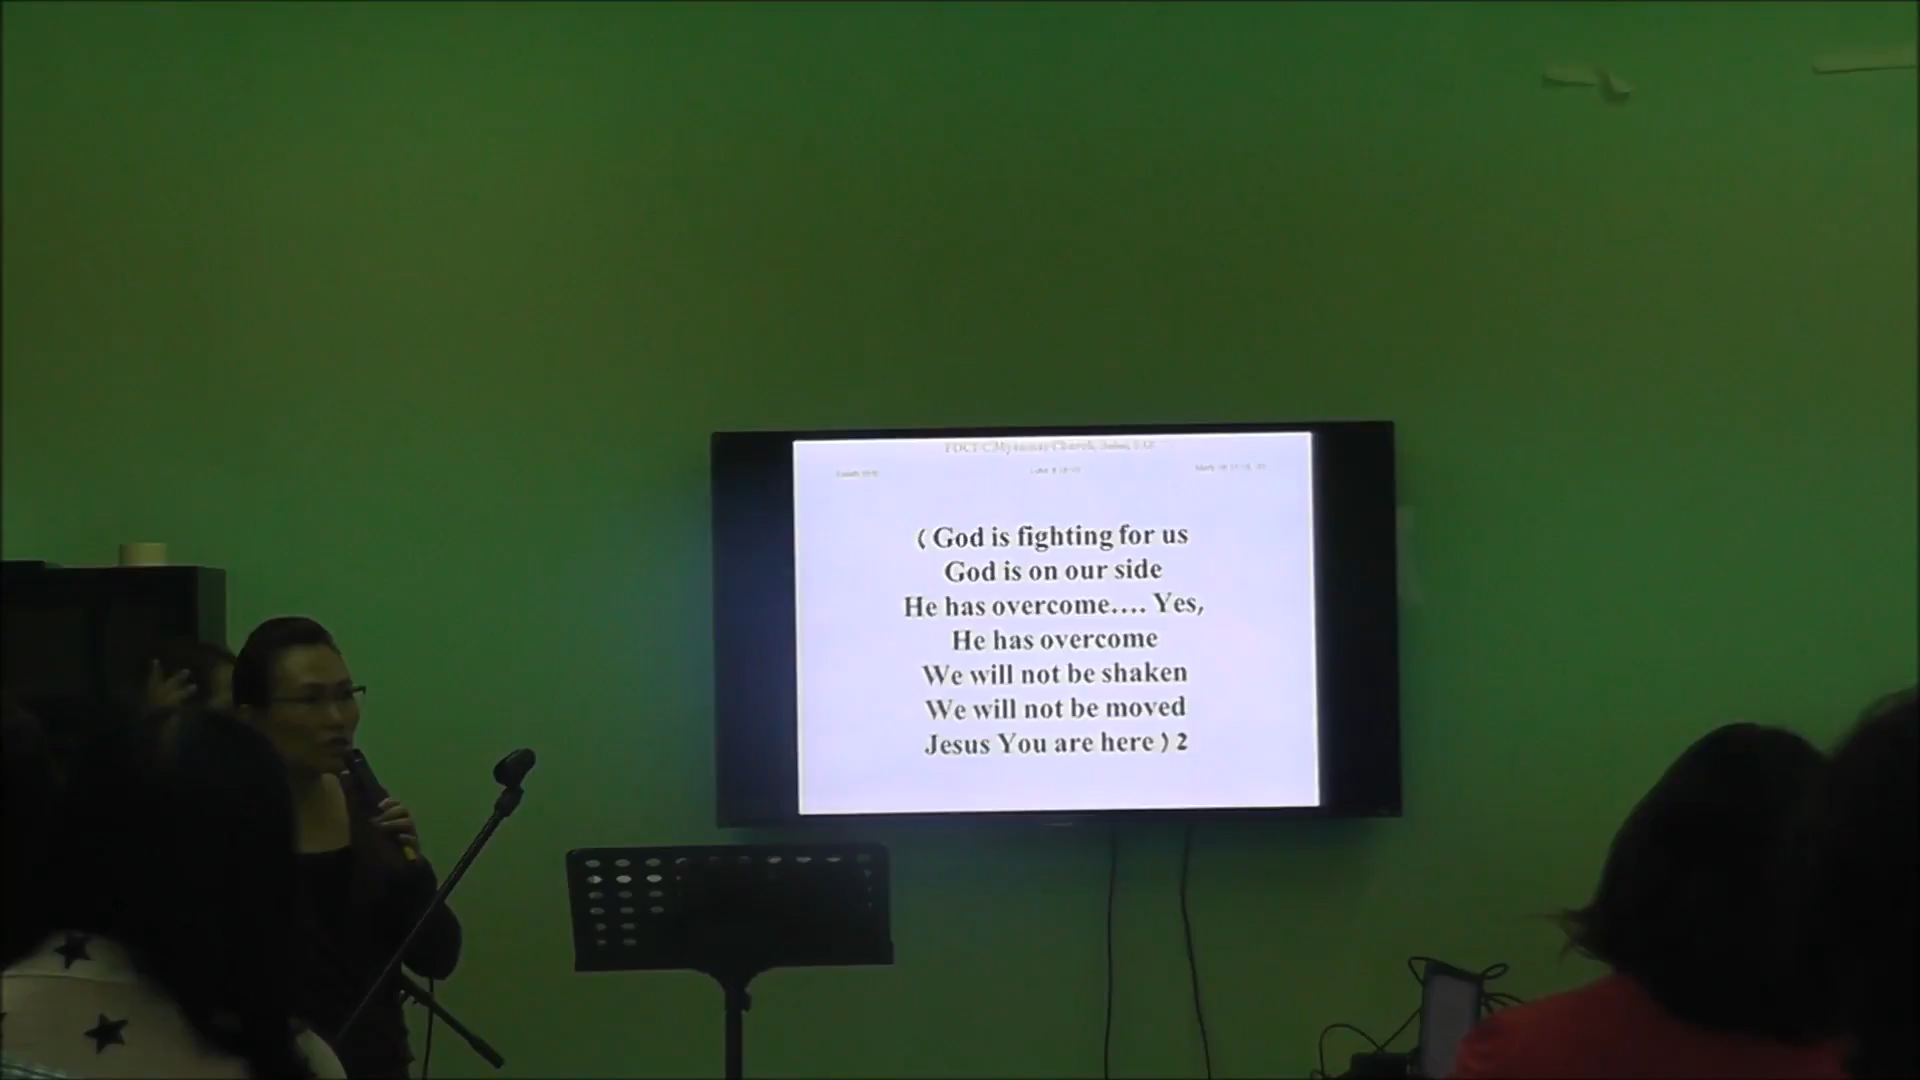 Church,
( God is fighting for us
God is on our side
He has overcome.... Yes,
He has overcome
We will not be shaken
We will not be moved
Jesus You are here ) 2